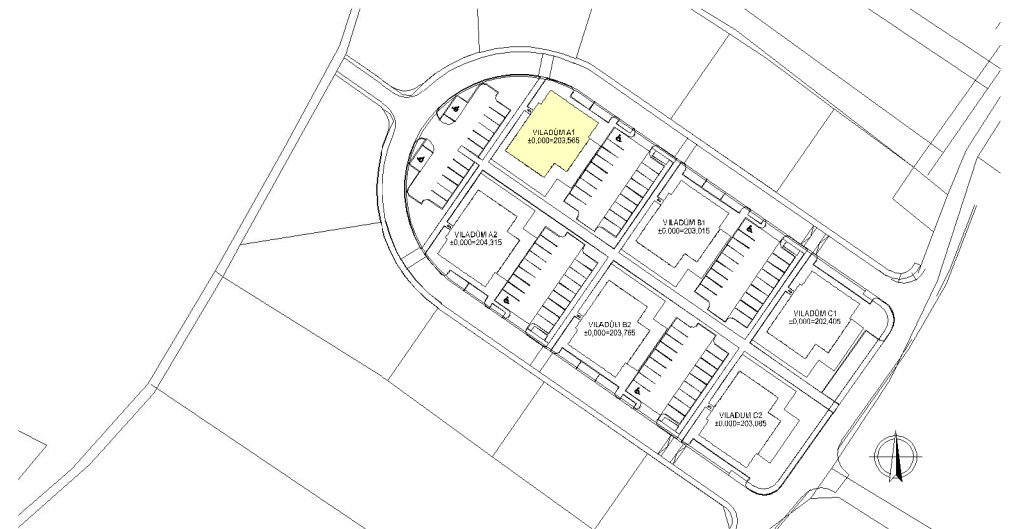 VILADŮM A1
±0,000=203,565
VILADŮM B1
±0,000=203,015
VILADŮM A2
±0,000=204,315
VILADŮM C1
±0,000=202,405
VILADŮM B2
±0,000=203,765
VILADŮM C2
±0,000=203,065